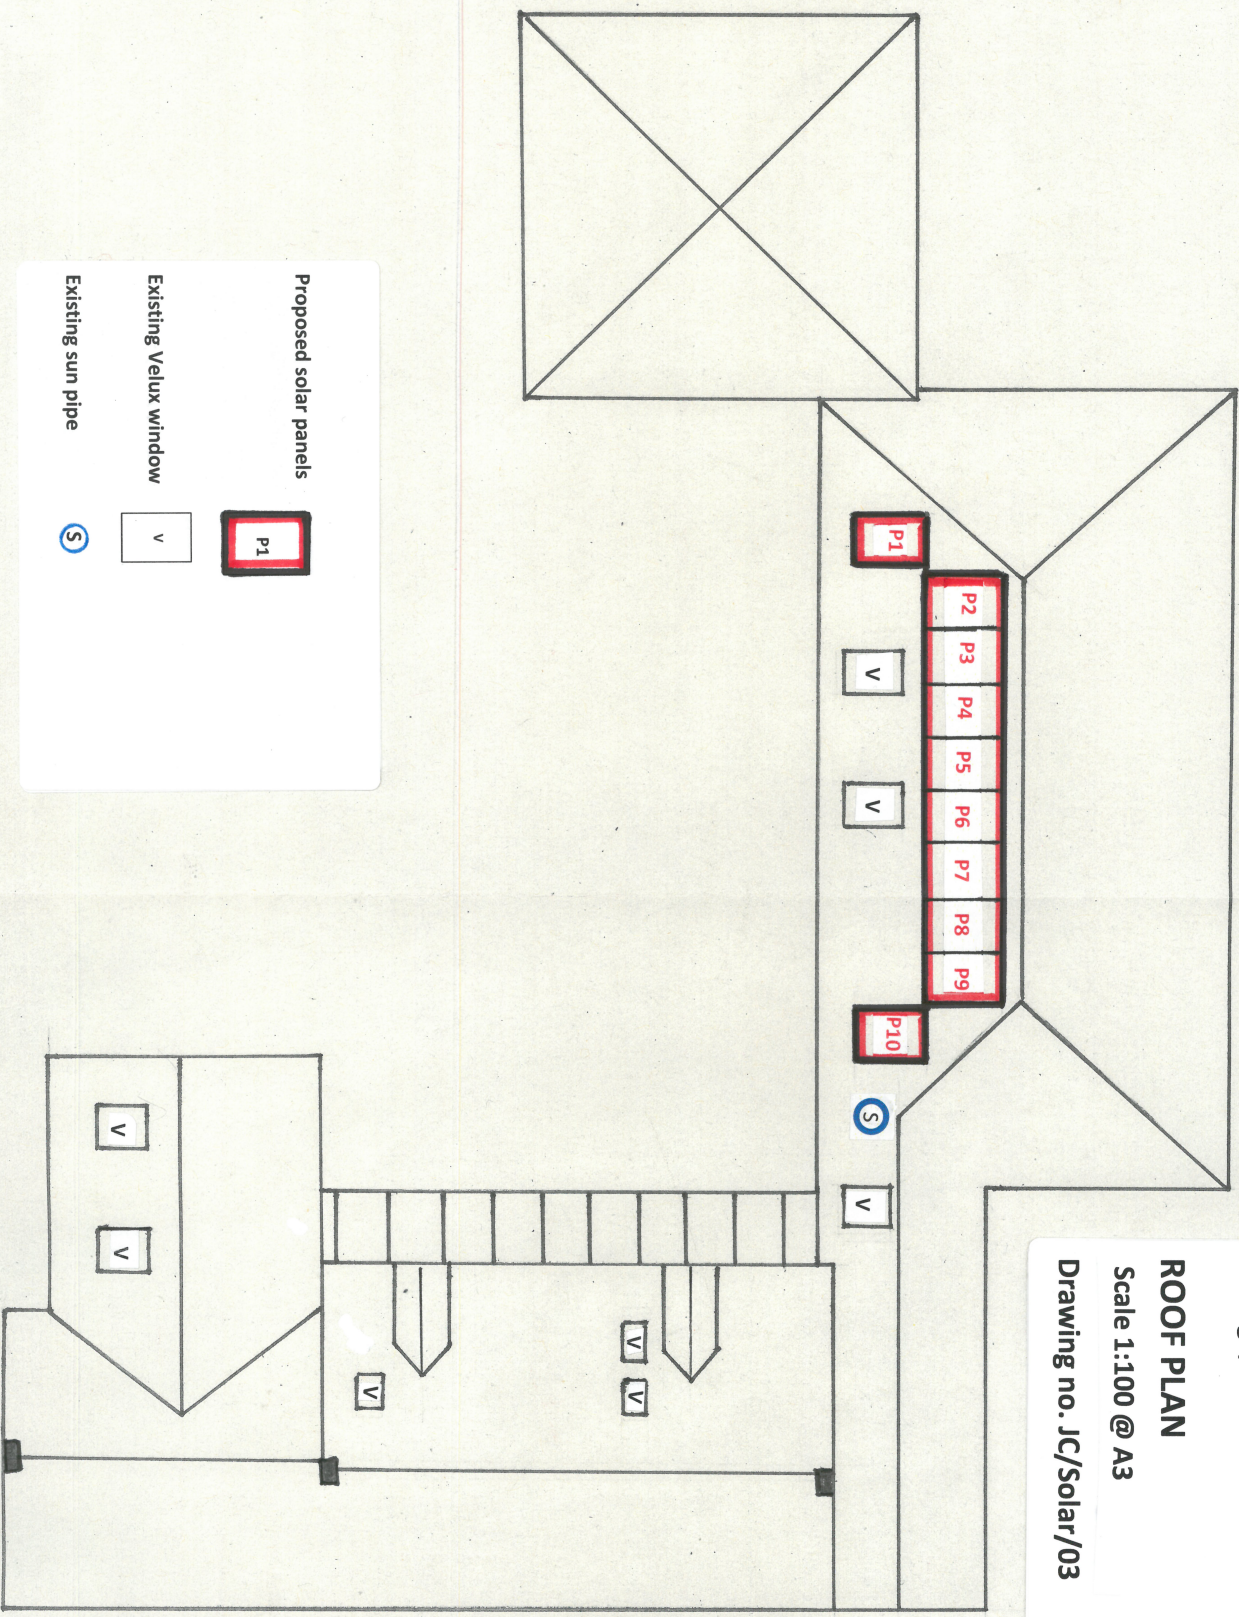 ROOF PLAN
Scale 1:100 @ A3
Drawing no. JC/Solar/03
P1
P2
P3
P4
P5
P6
P7
P8
P9
P10
V
V
S
V
V
V
V
V
V
Proposed solar panels
P1
Existing Velux window
V
Existing sun pipe
S